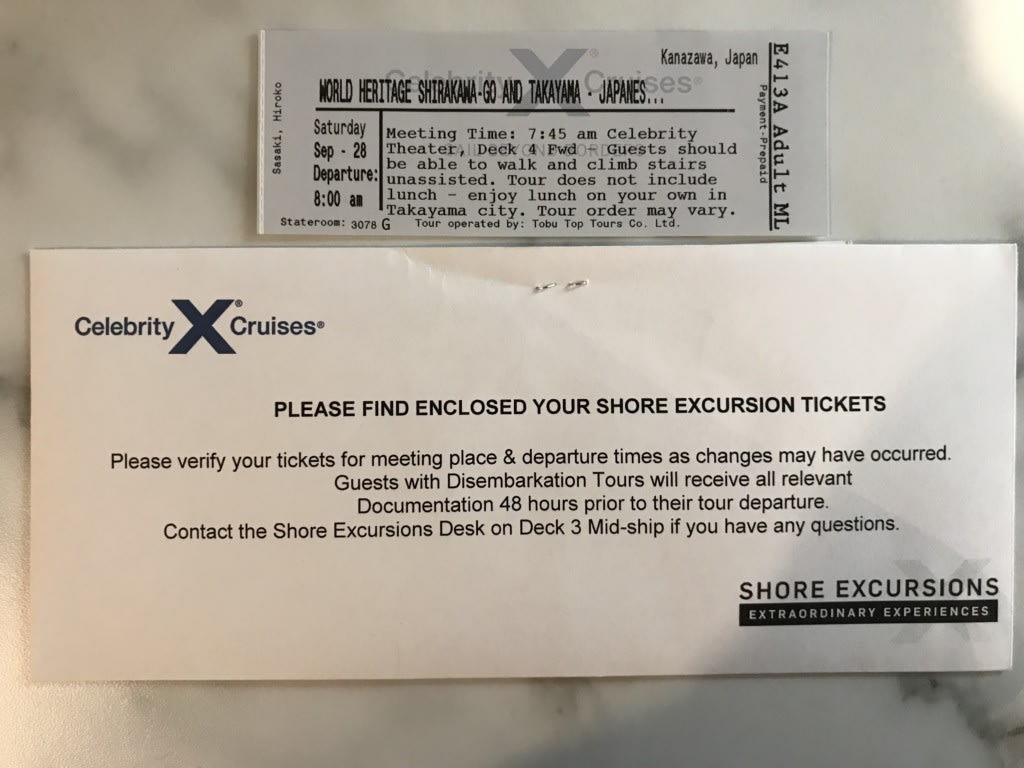 Celebrity X Cruises®
Kanazawa, Japan
WORLD HERITAGE SHIRAKAWA-GO AND TAKAYAMA - JAPANES...
Sasaki, Hiroko
Saturday
Sep - 28
Departure:
8:00 am
Meeting Time: 7:45 am Celebrity
Theater, Deck 4 Fwd - Guests should
be able to walk and climb stairs
unassisted. Tour does not include
lunch - enjoy lunch on your own in
Takayama city. Tour order may vary.
Stateroom: 3078 G
Tour operated by: Tobu Top Tours Co. Ltd.
E413A Adult ML
Payment-Prepaid
Celebrity X® Cruises®
PLEASE FIND ENCLOSED YOUR SHORE EXCURSION TICKETS
Please verify your tickets for meeting place & departure times as changes may have occurred.
Guests with Disembarkation Tours will receive all relevant
Documentation 48 hours prior to their tour departure.
Contact the Shore Excursions Desk on Deck 3 Mid-ship if you have any questions.
SHORE EXCURSIONS
EXTRAORDINARY EXPERIENCES